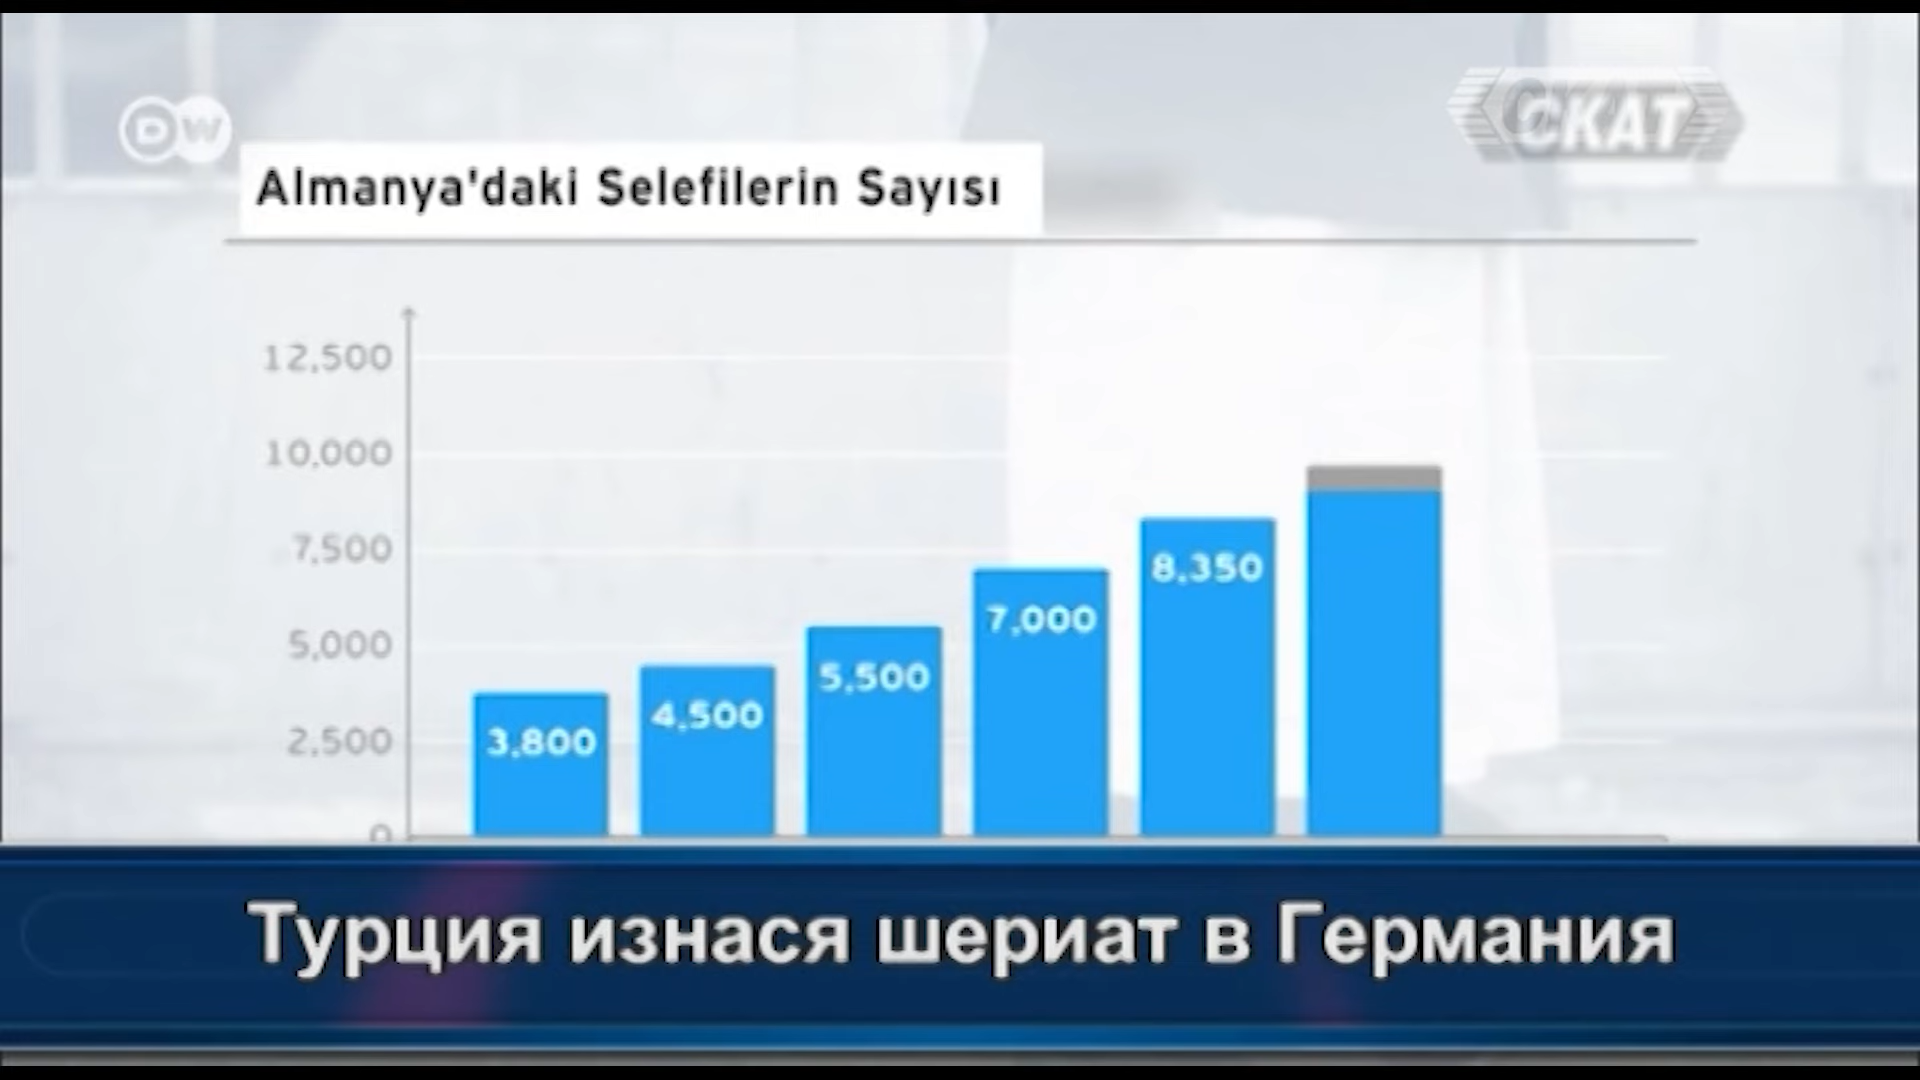 DW
СКАТ
Almanya'daki Selefilerin Sayısı
12,500
10,000
7,500
5,000
2,500
0
3,800
4,500
5,500
7,000
8,350
Турция изнася шериат в Германия